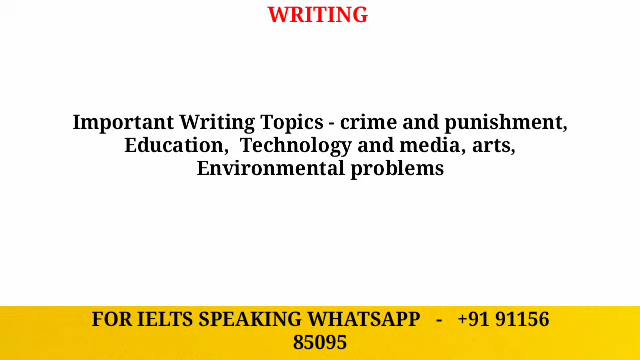 WRITING
Important Writing Topics - crime and punishment,
Education,  Technology and media, arts,
Environmental problems
FOR IELTS SPEAKING WHATSAPP   -   +91 91156
85095